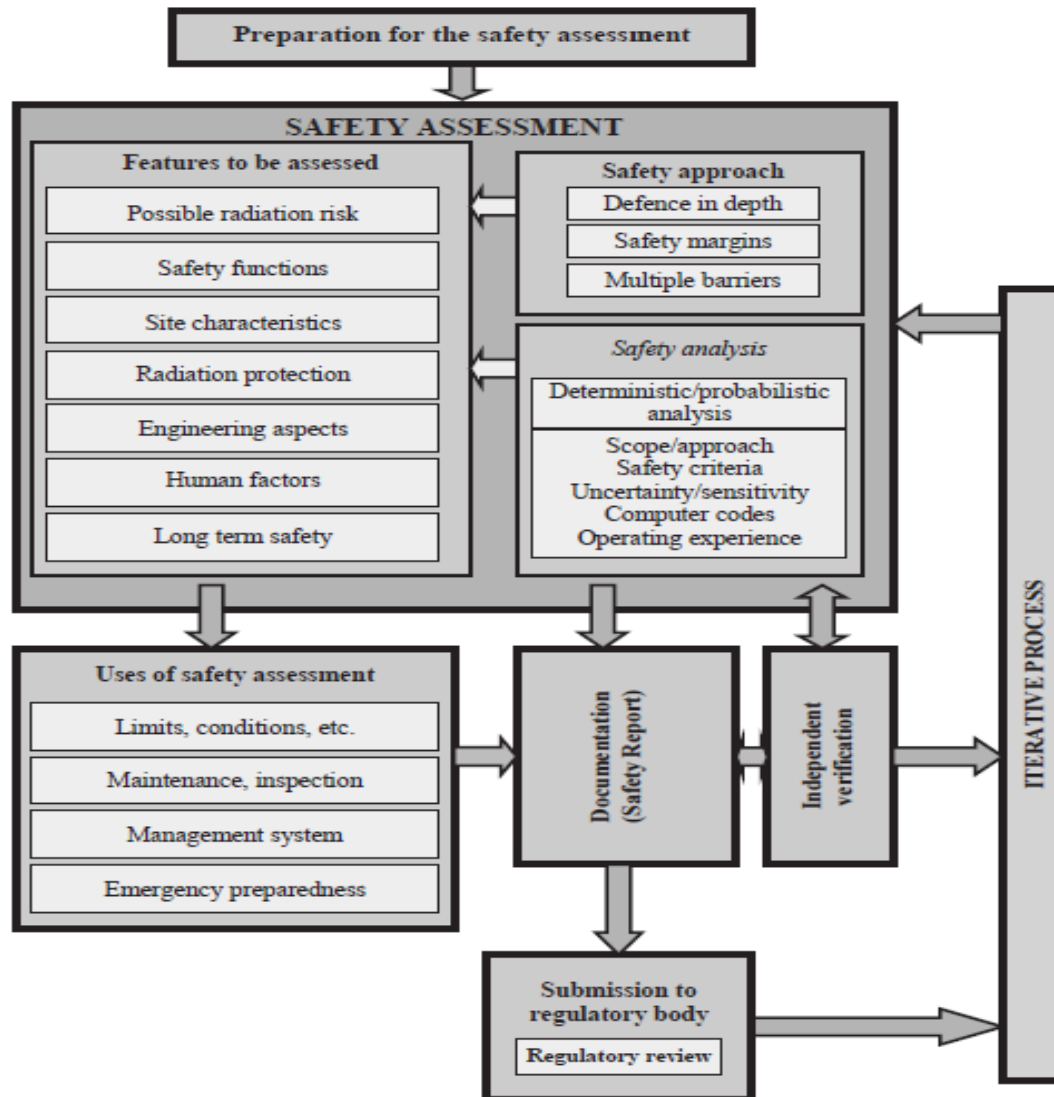 Preparation for the safety assessment
SAFETY ASSESSMENT
Features to be assessed
Possible radiation risk
Safety functions
Site characteristics
Radiation protection
Engineering aspects
Human factors
Long term safety
Safety approach
Defence in depth
Safety margins
Multiple barriers
Safety analysis
Deterministic/probabilistic
analysis
Scope/approach
Safety criteria
Uncertainty/sensitivity
Computer codes
Operating experience
Uses of safety assessment
Limits, conditions, etc.
Maintenance, inspection
Management system
Emergency preparedness
Documentation
(Safety Report)
Independent
verification
ITERATIVE PROCESS
Submission to
regulatory body
Regulatory review